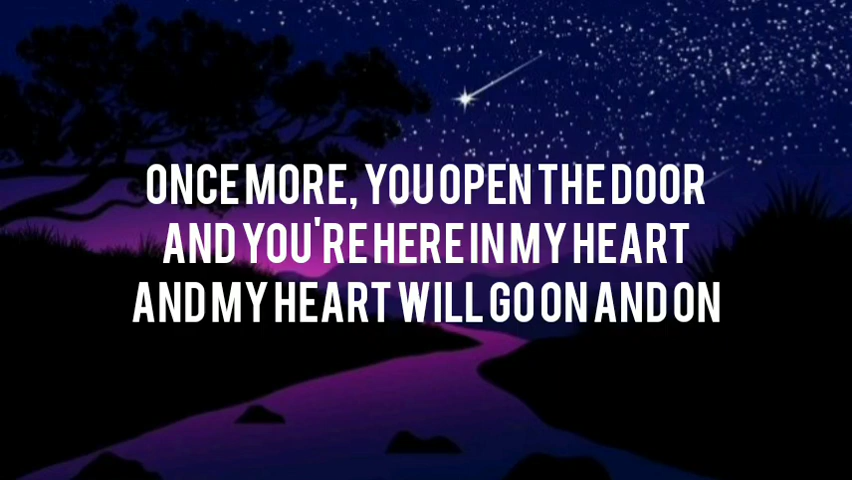 ONCE MORE, YOU OPEN THE DOOR
AND YOU'RE HERE IN MY HEART
AND MY HEART WILL GO ON AND ON